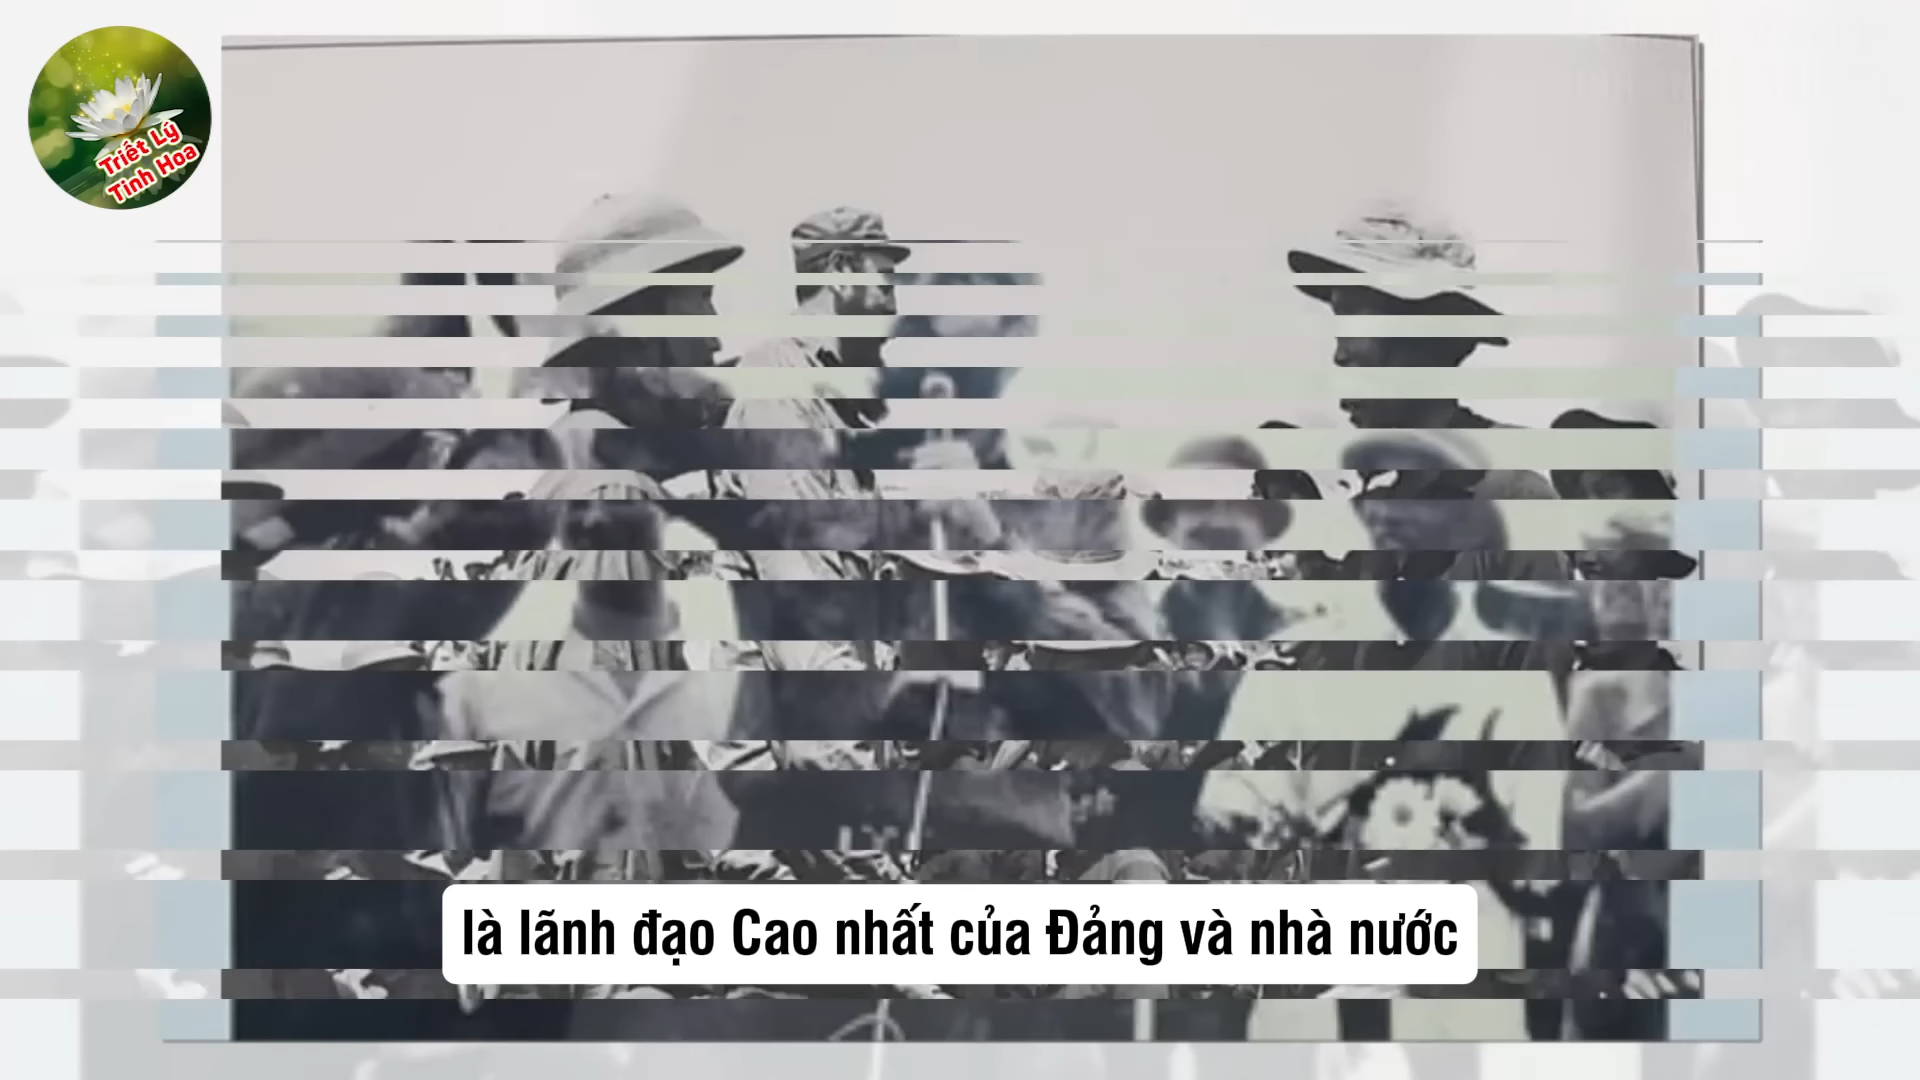 Triết Lý
Tinh Hoa
là lãnh đạo Cao nhất của Đảng và nhà nước